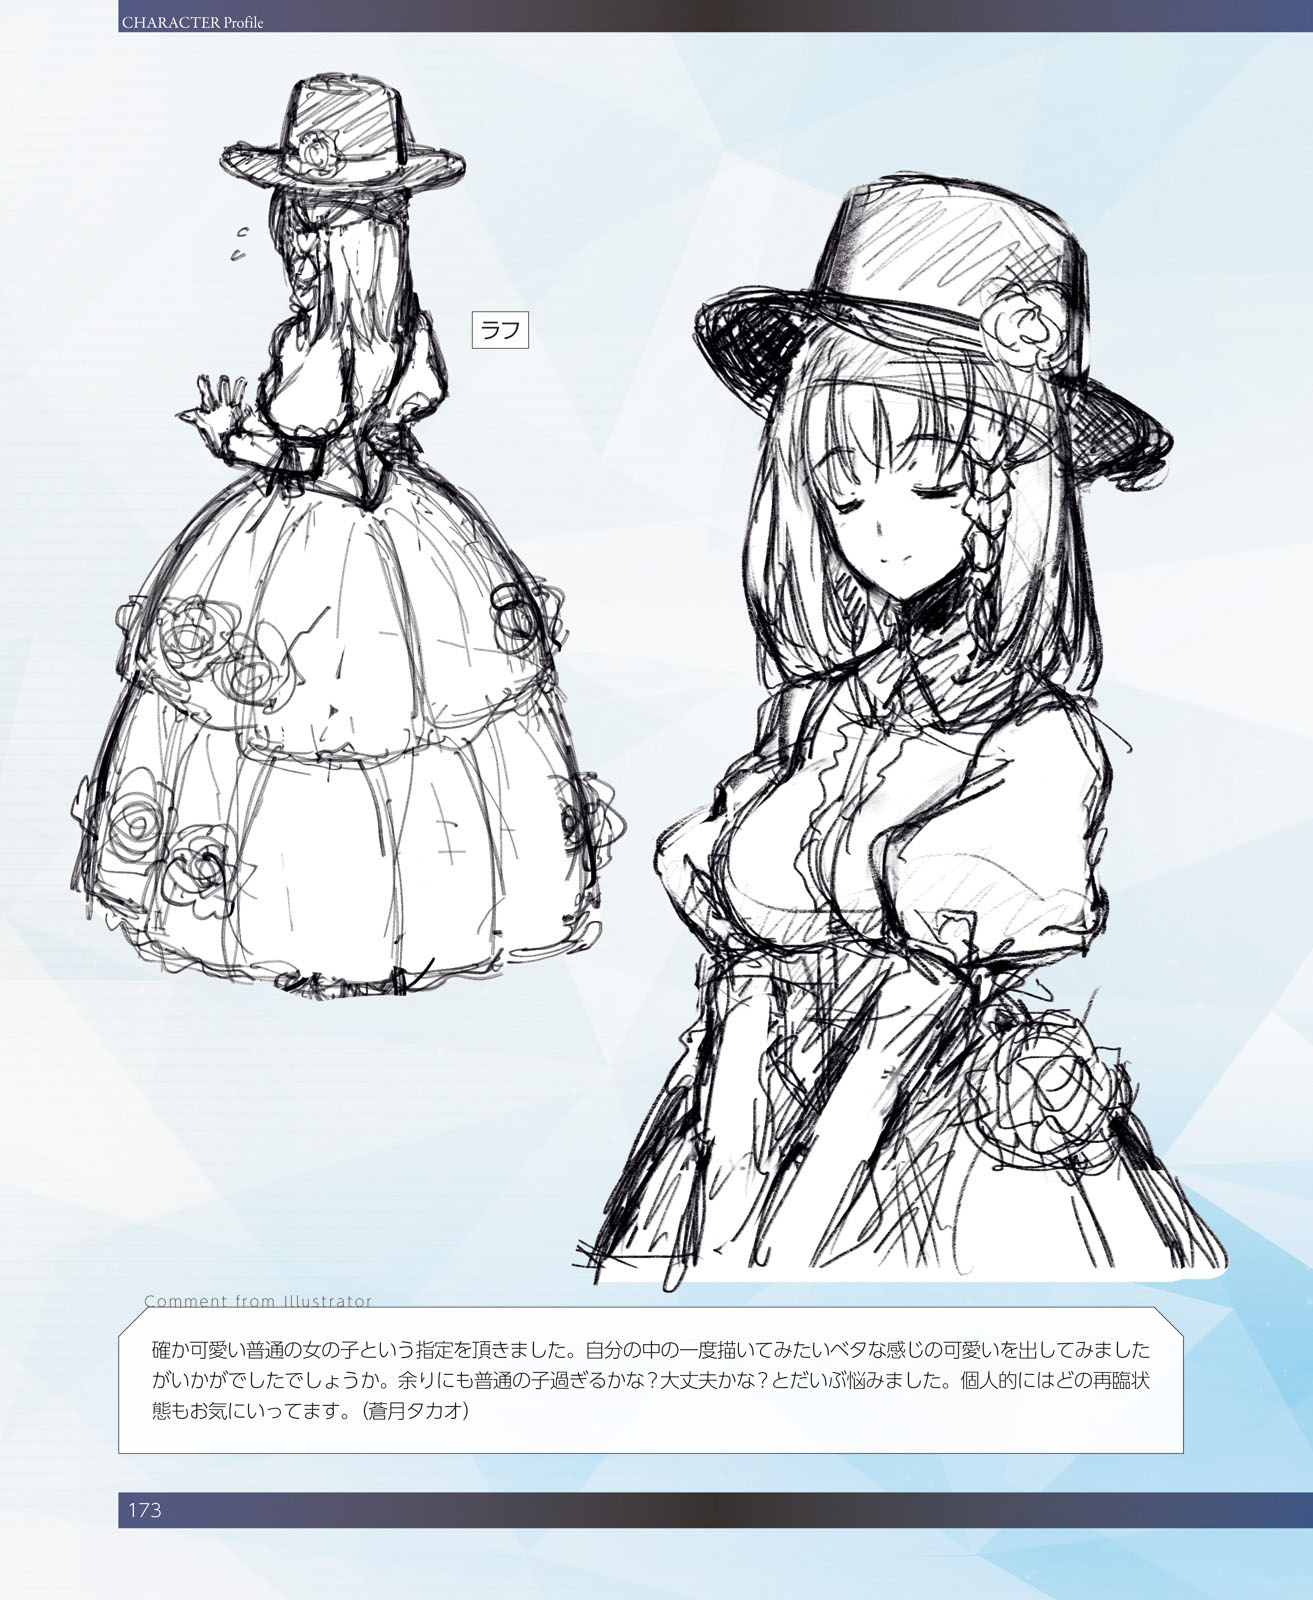 CHARACTER Profile
ラフ
Comment from Illustrator
確か可愛い普通の女の子という指定を頂きました。自分の中の一度描いてみたいベタな感じの可愛いを出してみました
がいかがでしたでしょうか。余りにも普通の子過ぎるかな？大丈夫かな？とだいぶ悩みました。個人的にはどの再臨状
態もお気にいってます。（蒼月タカオ）
173